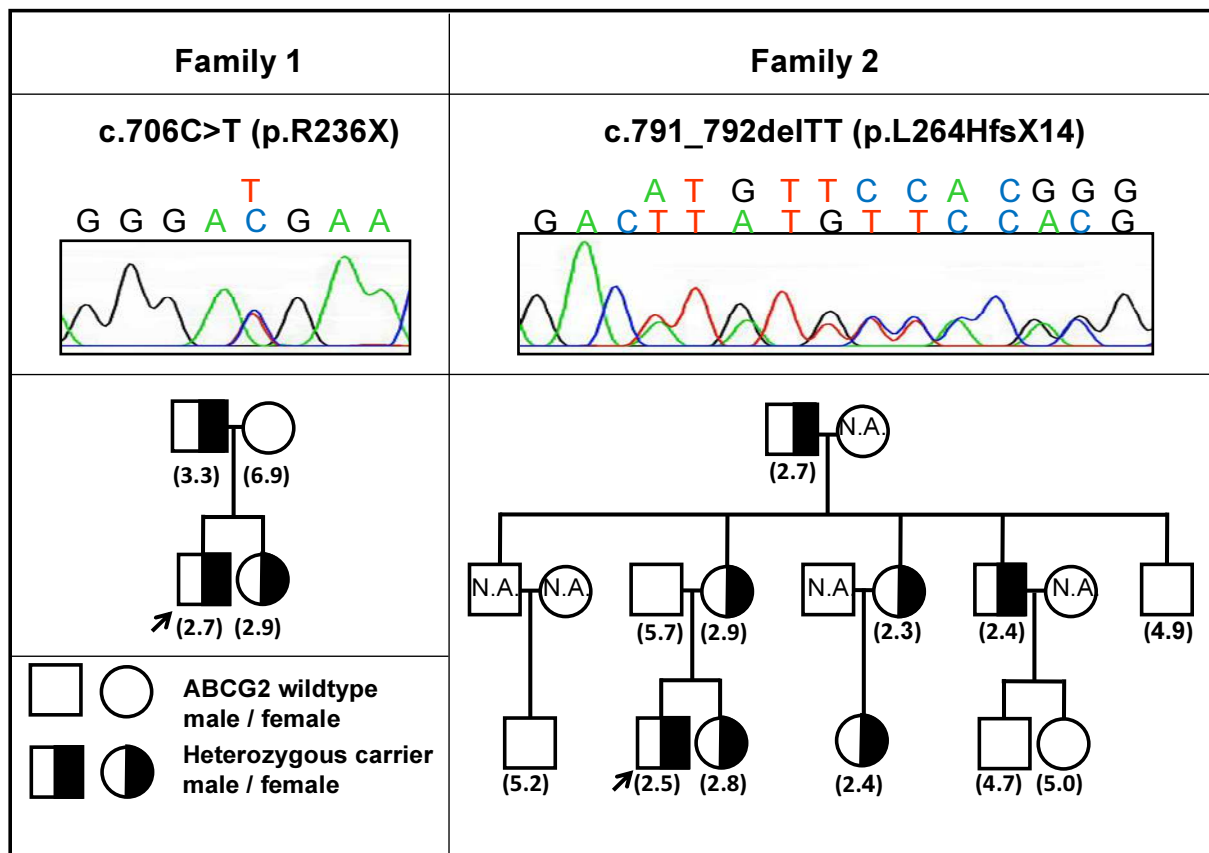 Family 1
Family 2
c.706C>T (p.R236X)
c.791_792delTT (p.L264HfsX14)
T
G G G A C G A A
A T G T T C C A C G G G
G A C T T A T G T T C C A C G
(3.3) (6.9)
(2.7) (2.9)
ABCG2 wildtype
male / female
Heterozygous carrier
male / female
N.A.
(2.7)
N.A. N.A. N.A. N.A.
(5.7) (2.9) (2.3) (2.4) (4.9)
(5.2) (2.5) (2.8) (2.4) (4.7) (5.0)